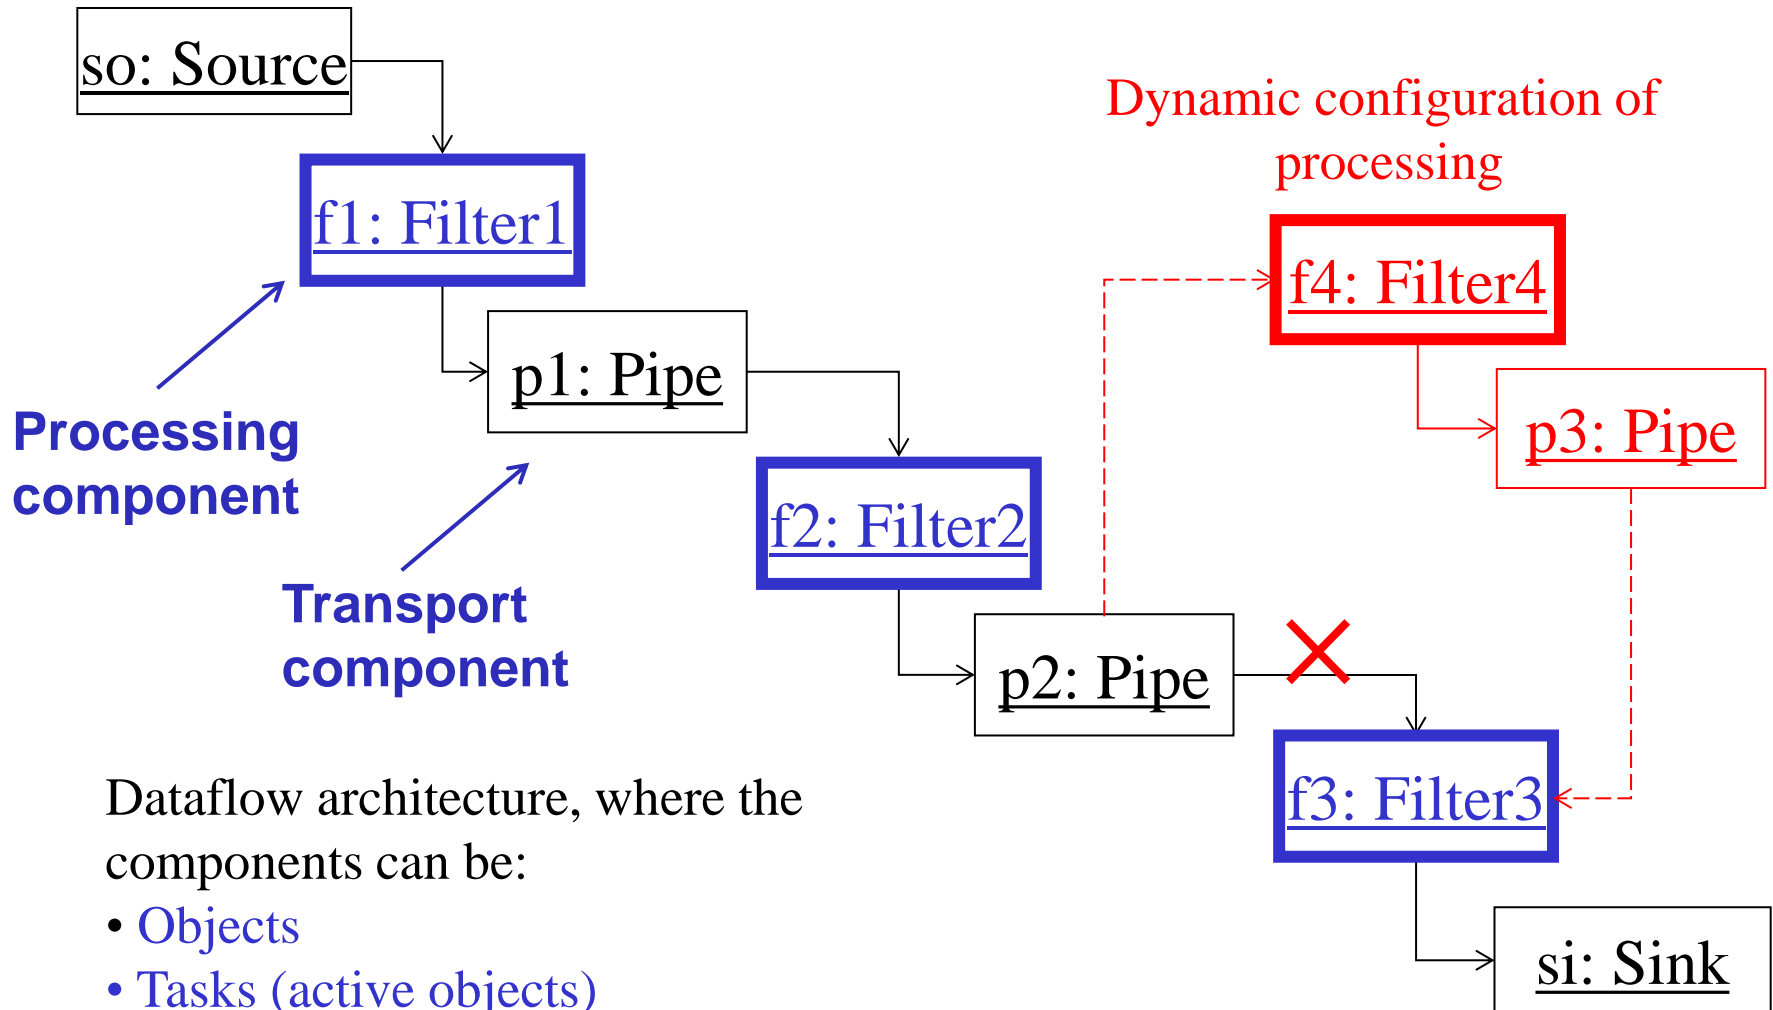 so: Source
Dynamic configuration of
processing
f1: Filter1
f4: Filter4
p1: Pipe
p3: Pipe
Processing
component
f2: Filter2
Transport
component
p2: Pipe
f3: Filter3
Dataflow architecture, where the
components can be:
• Objects
• Tasks (active objects)
si: Sink